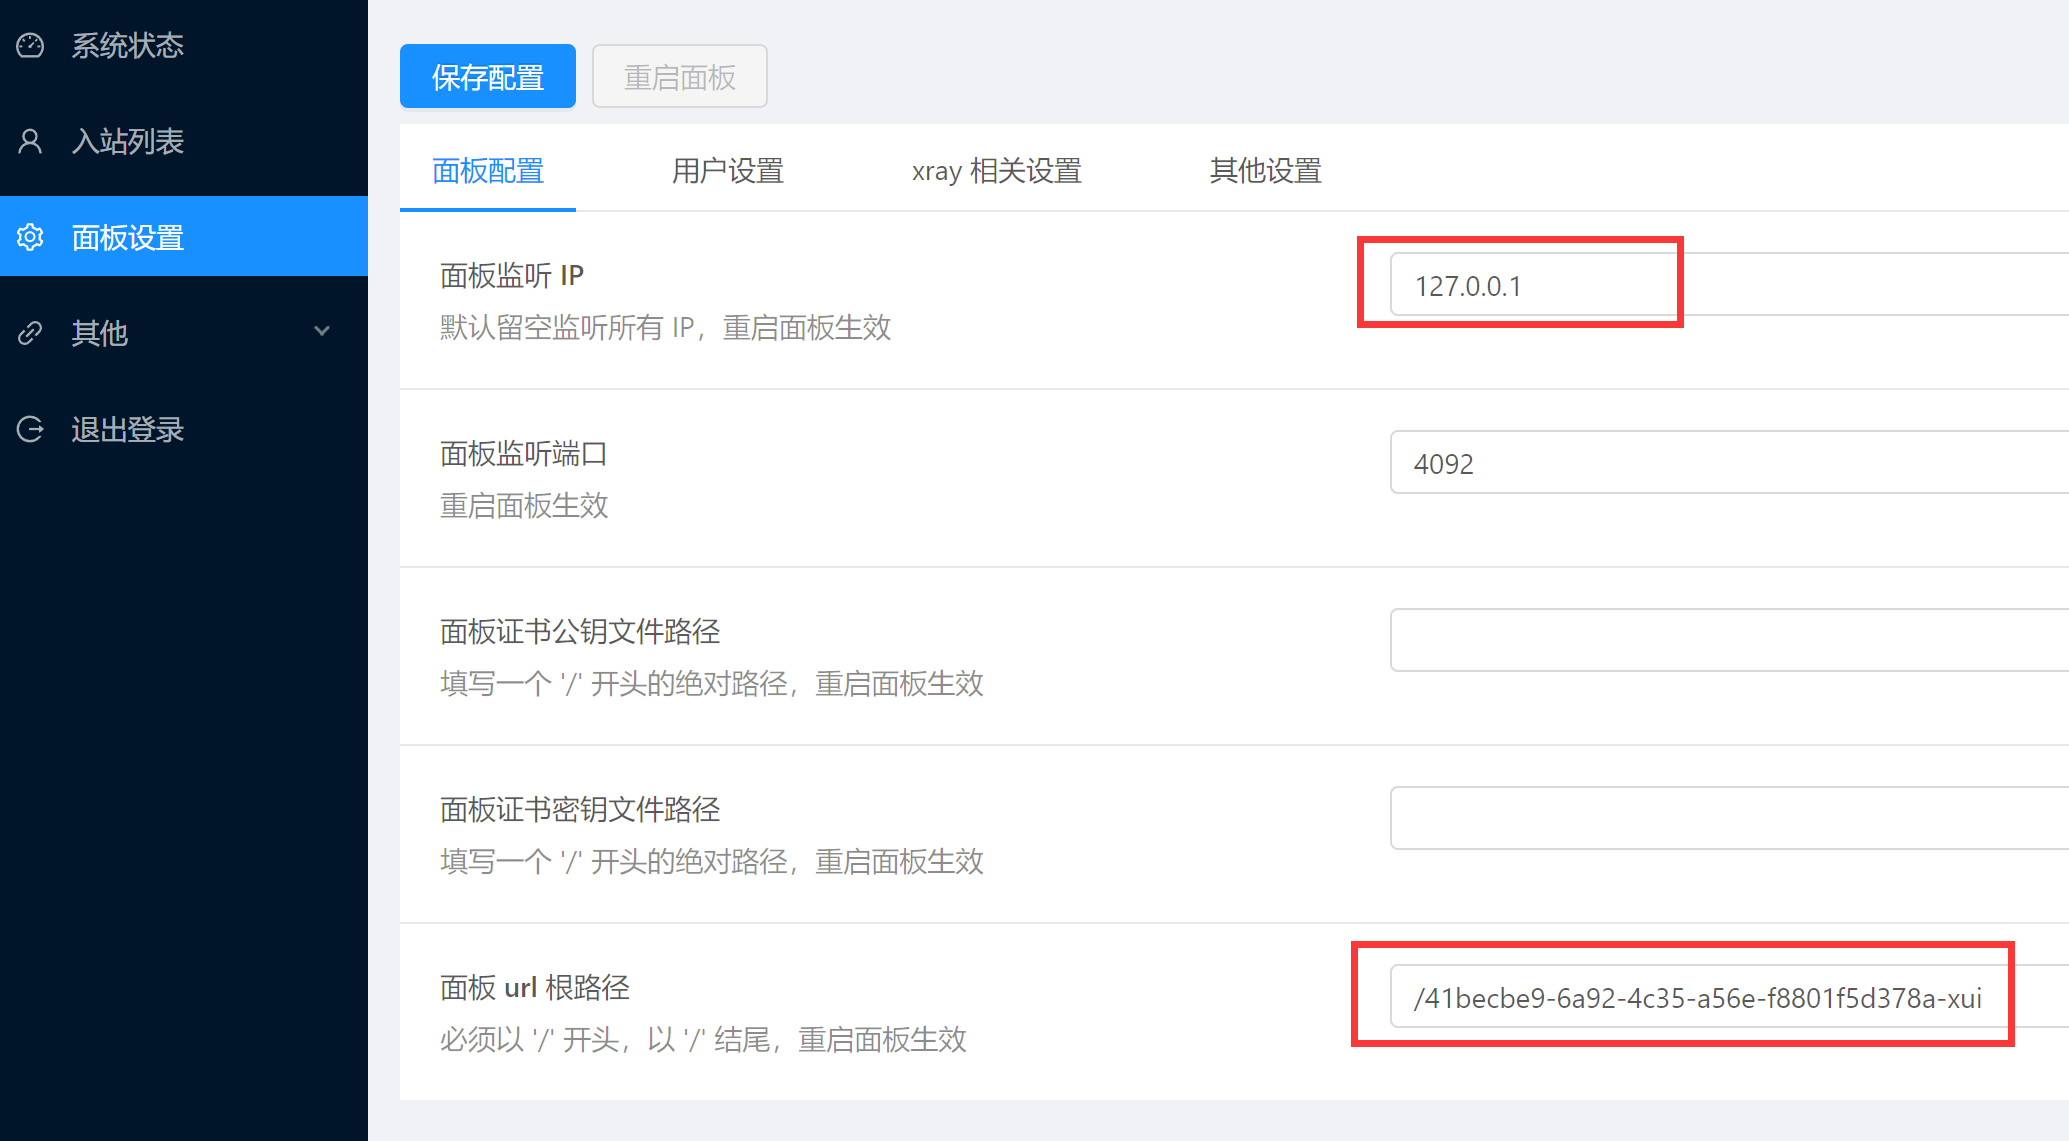 系统状态
入站列表
面板设置
其他
退出登录
保存配置
重启面板
面板配置
用户设置
xray 相关设置
其他设置
面板监听 IP
默认留空监听所有 IP，重启面板生效
127.0.0.1
面板监听端口
重启面板生效
4092
面板证书公钥文件路径
填写一个 '/' 开头的绝对路径，重启面板生效
面板证书密钥文件路径
填写一个 '/' 开头的绝对路径，重启面板生效
面板 url 根路径
必须以 '/' 开头，以 '/' 结尾，重启面板生效
/41becbe9-6a92-4c35-a56e-f8801f5d378a-xui